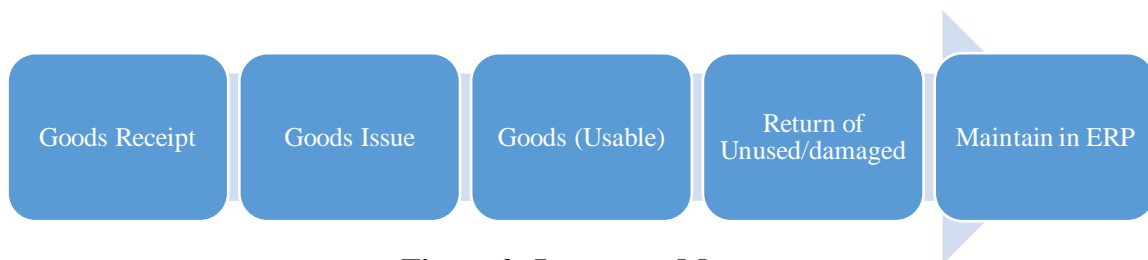 Goods Receipt
Goods Issue
Goods (Usable)
Return of
Unused/damaged
Maintain in ERP